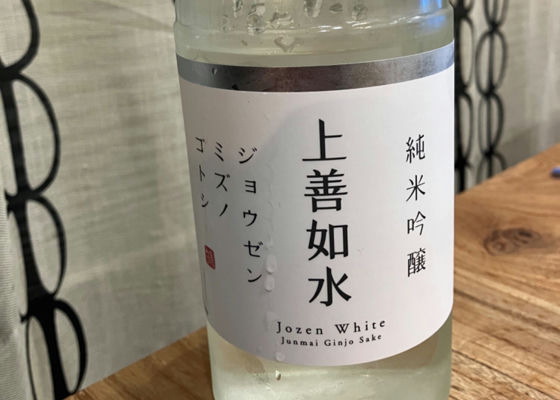 純米吟醸
上善如水
ジョウゼン
ミズノ
ゴトシ
Jozen White
Junmai Ginjo Sake